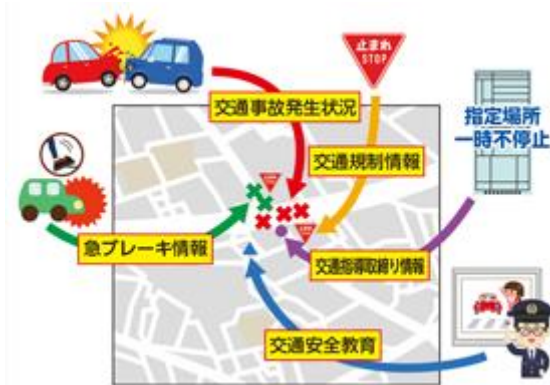 止まれ
STOP
交通事故発生状況
指定場所
一時不停止
交通規制情報
急ブレーキ情報
交通指導取締り情報
交通安全教育